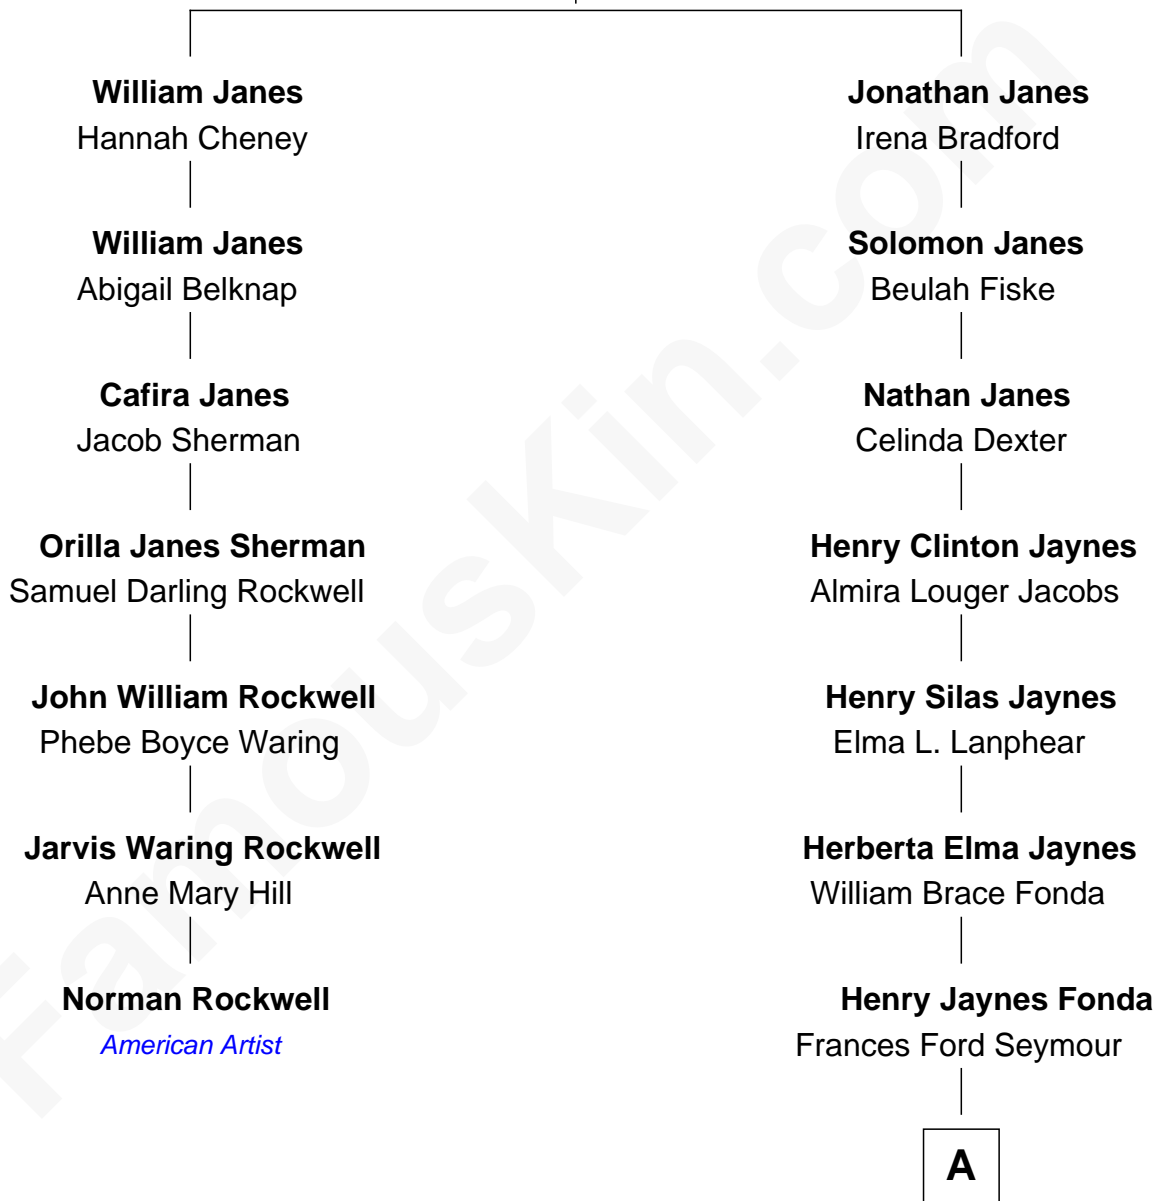 William Janes
Hannah Cheney
William Janes
Abigail Belknap
Cafira Janes
Jacob Sherman
Orilla Janes Sherman
Samuel Darling Rockwell
John William Rockwell
Phebe Boyce Waring
Jarvis Waring Rockwell
Anne Mary Hill
Norman Rockwell
American Artist
Jonathan Janes
Irena Bradford
Solomon Janes
Beulah Fiske
Nathan Janes
Celinda Dexter
Henry Clinton Jaynes
Almira Louger Jacobs
Henry Silas Jaynes
Elma L. Lanphear
Herberta Elma Jaynes
William Brace Fonda
Henry Jaynes Fonda
Frances Ford Seymour
A
FamousKin.com